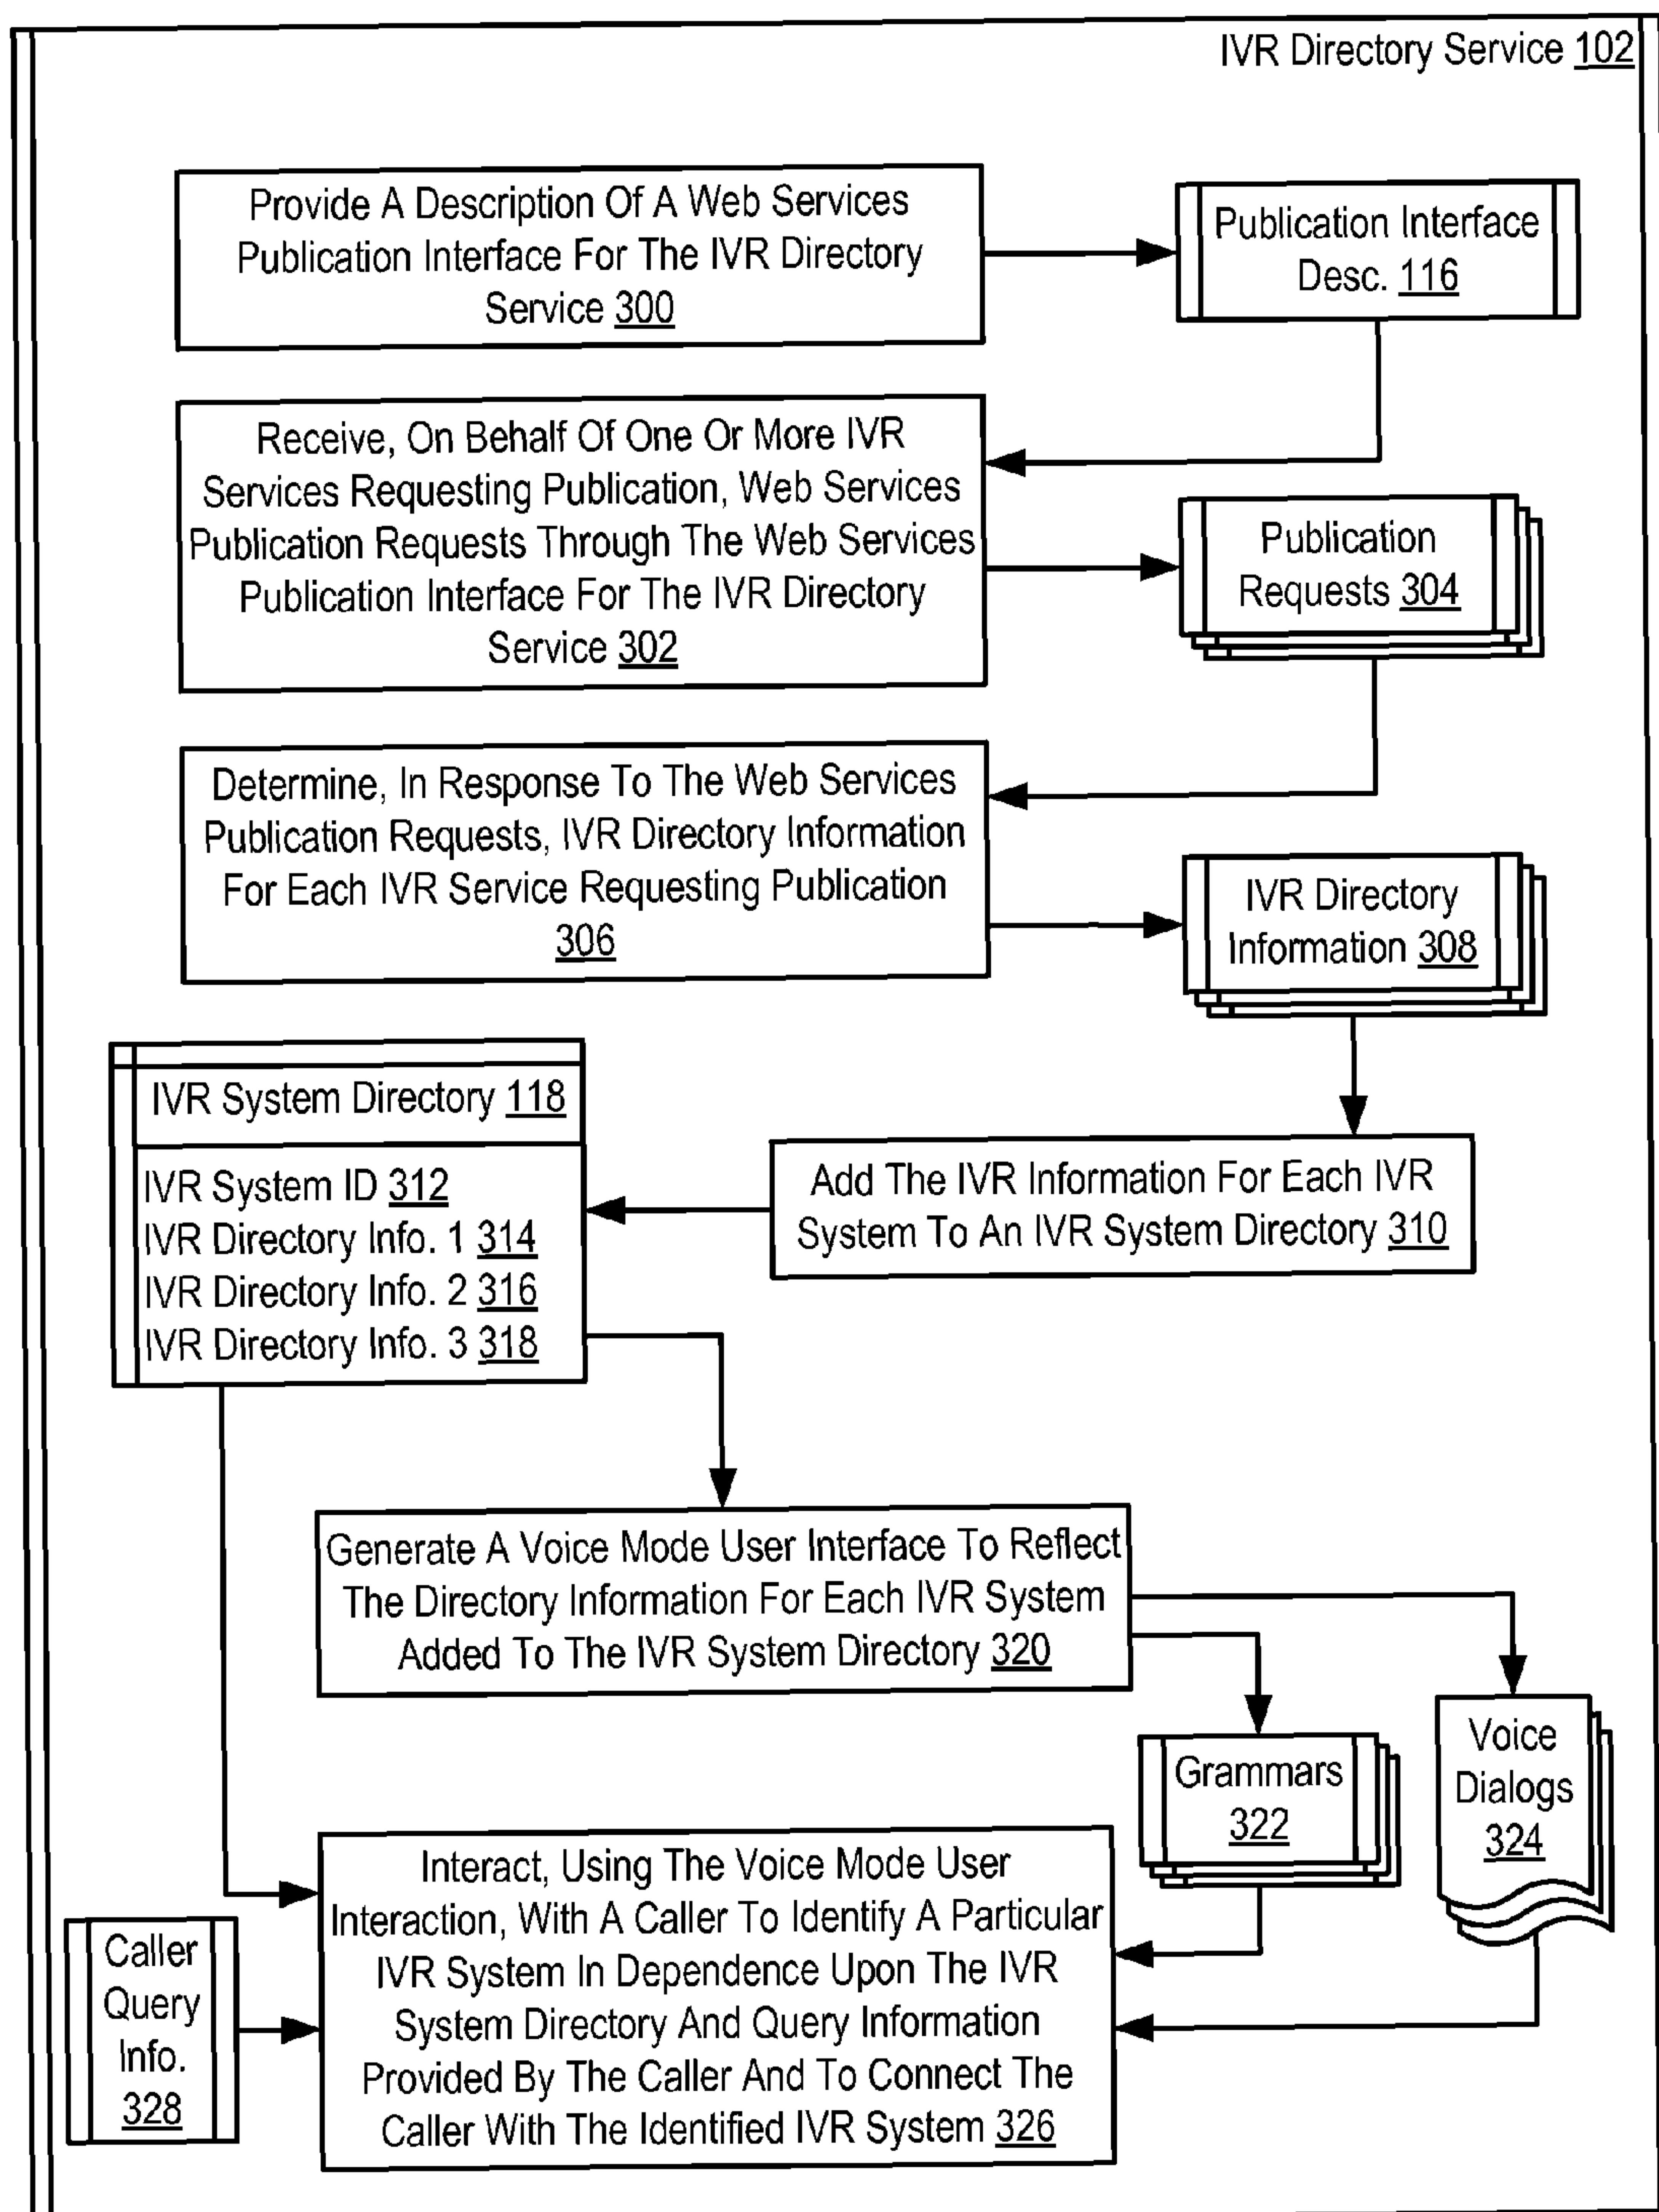 IVR Directory Service 102
Provide A Description Of A Web Services
Publication Interface For The IVR Directory
Service 300
Publication Interface
Desc. 116
Receive, On Behalf Of One Or More IVR
Services Requesting Publication, Web Services
Publication Requests Through The Web Services
Publication Interface For The IVR Directory
Service 302
Publication
Requests 304
Determine, In Response To The Web Services
Publication Requests, IVR Directory Information
For Each IVR Service Requesting Publication
306
IVR Directory
Information 308
IVR System Directory 118
IVR System ID 312
IVR Directory Info. 1 314
IVR Directory Info. 2 316
IVR Directory Info. 3 318
Add The IVR Information For Each IVR
System To An IVR System Directory 310
Generate A Voice Mode User Interface To Reflect
The Directory Information For Each IVR System
Added To The IVR System Directory 320
Grammars
322
Voice
Dialogs
324
Caller
Query
Info.
328
Interact, Using The Voice Mode User
Interaction, With A Caller To Identify A Particular
IVR System In Dependence Upon The IVR
System Directory And Query Information
Provided By The Caller And To Connect The
Caller With The Identified IVR System 326